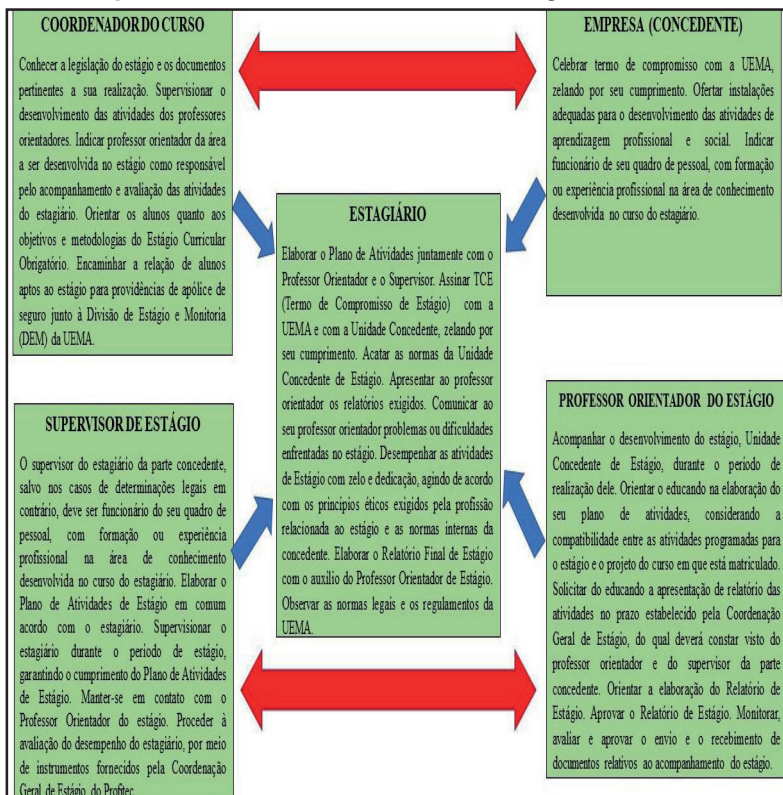 COORDENADOR DO CURSO
Conhecer a legislação do estágio e os documentos
pertinentes a sua realização. Supervisionar o
desenvolvimento das atividades dos professores
orientadores. Indicar professor orientador da área
a ser desenvolvida no estágio como responsável
pelo acompanhamento e avaliação das atividades
do estagiário. Orientar os alunos quanto aos
objetivos e metodologias do Estágio Curricular
Obrigatório. Encaminhar a relação de alunos
aptos ao estágio para providências de apólice de
seguro junto à Divisão de Estágio e Monitoria
(DEM) da UEMA.
EMPRESA (CONCEDENTE)
Celebrar termo de compromisso com a UEMA,
zelando por seu cumprimento. Ofertar instalações
adequadas para o desenvolvimento das atividades de
aprendizagem profissional e social. Indicar
funcionário de seu quadro de pessoal, com formação
ou experiência profissional na área de conhecimento
desenvolvida no curso do estagiário.
ESTAGIÁRIO
Elaborar o Plano de Atividades juntamente com o
Professor Orientador e o Supervisor. Assinar TCE
(Termo de Compromisso de Estágio) com a
UEMA e com a Unidade Concedente, zelando por
seu cumprimento. Acatar as normas da Unidade
Concedente de Estágio. Apresentar ao professor
orientador os relatórios exigidos. Comunicar ao
seu professor orientador problemas ou dificuldades
enfrentadas no estágio. Desempenhar as atividades
de Estágio com zelo e dedicação, agindo de acordo
com os princípios éticos exigidos pela profissão
relacionada ao estágio e as normas internas da
concedente. Elaborar o Relatório Final de Estágio
com o auxílio do Professor Orientador de Estágio.
Observar as normas legais e os regulamentos da
UEMA.
SUPERVISOR DE ESTÁGIO
O supervisor do estagiário da parte concedente,
salvo nos casos de determinações legais em
contrário, deve ser funcionário do seu quadro de
pessoal, com formação ou experiência
profissional na área de conhecimento
desenvolvida no curso do estagiário. Elaborar o
Plano de Atividades de Estágio em comum
acordo com o estagiário. Supervisionar o
estagiário durante o período de estágio,
garantindo o cumprimento do Plano de Atividades
de Estágio. Manter-se em contato com o
Professor Orientador do estágio. Proceder à
avaliação do desempenho do estagiário, por meio
de instrumentos fornecidos pela Coordenação
Geral de Estágio, do Profitec.
PROFESSOR ORIENTADOR DO ESTÁGIO
Acompanhar o desenvolvimento do estágio, Unidade
Concedente de Estágio, durante o período de
realização dele. Orientar o educando na elaboração do
seu plano de atividades, considerando a
compatibilidade entre as atividades programadas para
o estágio e o projeto do curso em que está matriculado.
Solicitar do educando a apresentação de relatório das
atividades no prazo estabelecido pela Coordenação
Geral de Estágio, do qual deverá constar visto do
professor orientador e do supervisor da parte
concedente. Orientar a elaboração do Relatório de
Estágio. Aprovar o Relatório de Estágio. Monitorar,
avaliar e aprovar o envio e o recebimento de
documentos relativos ao acompanhamento do estágio.